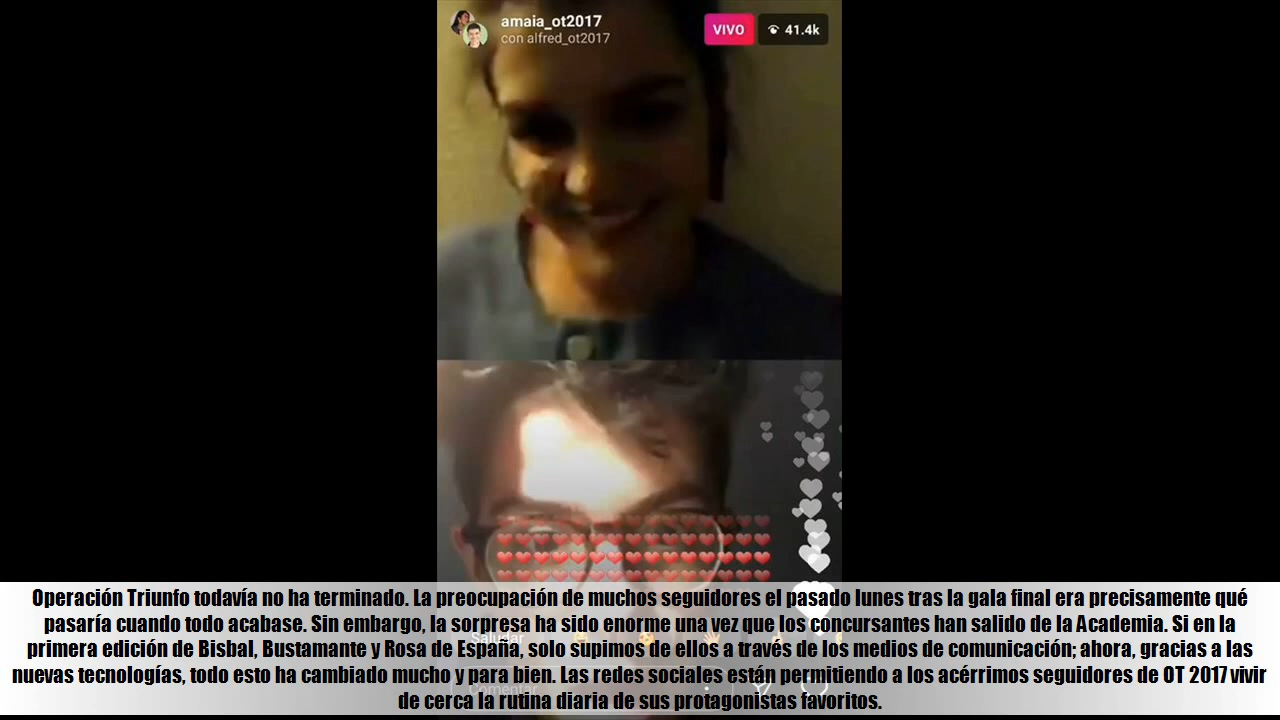 amaia_ot2017
con alfred_ot2017
VIVO
41.4k
Saludar
Comentar
Operación Triunfo todavía no ha terminado. La preocupación de muchos seguidores el pasado lunes tras la gala final era precisamente qué
pasaría cuando todo acabase. Sin embargo, la sorpresa ha sido enorme una vez que los concursantes han salido de la Academia. Si en la
primera edición de Bisbal, Bustamante y Rosa de España, solo supimos de ellos a través de los medios de comunicación; ahora, gracias a las
nuevas tecnologías, todo esto ha cambiado mucho y para bien. Las redes sociales están permitiendo a los acérrimos seguidores de OT 2017 vivir
de cerca la rutina diaria de sus protagonistas favoritos.